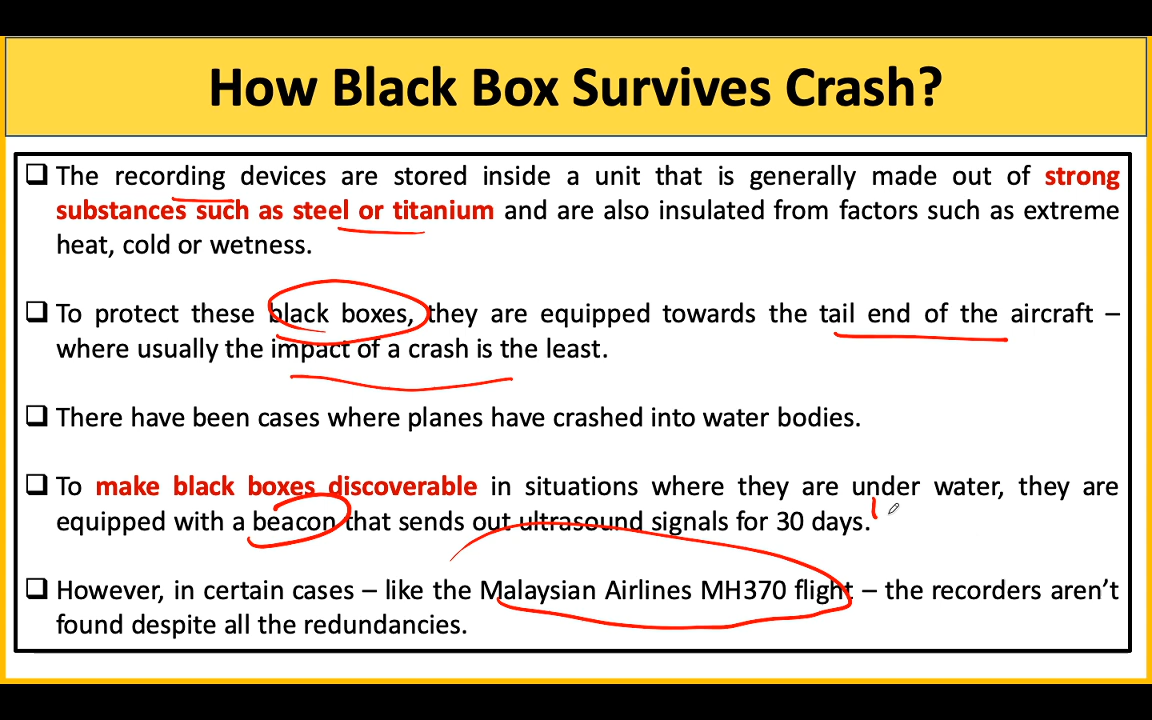 How Black Box Survives Crash?
The recording devices are stored inside a unit that is generally made out of strong
substances such as steel or titanium and are also insulated from factors such as extreme
heat, cold or wetness.
To protect these black boxes, they are equipped towards the tail end of the aircraft –
where usually the impact of a crash is the least.
There have been cases where planes have crashed into water bodies.
To make black boxes discoverable in situations where they are under water, they are
equipped with a beacon that sends out ultrasound signals for 30 days.
However, in certain cases – like the Malaysian Airlines MH370 flight – the recorders aren’t
found despite all the redundancies.